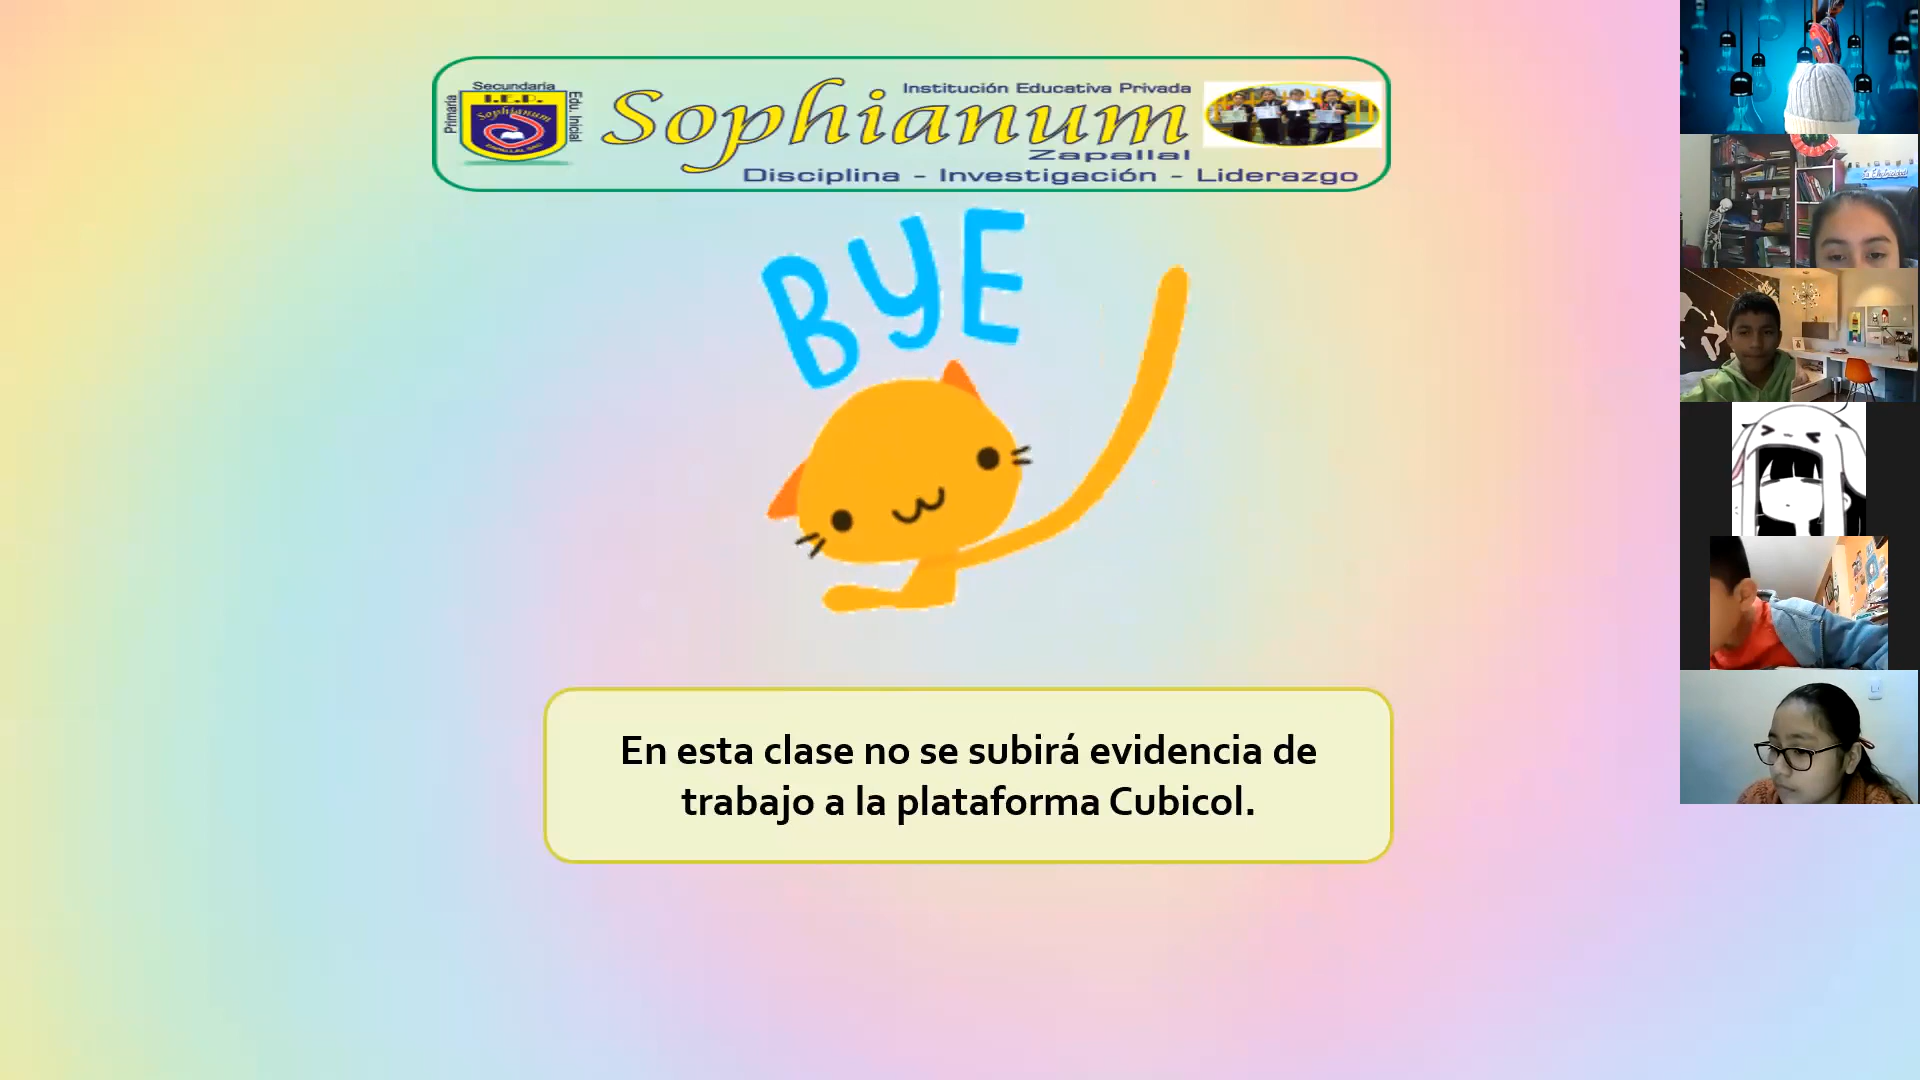 Secundaria
Primaria
I.E.P.
Sophianum
Edu. Inicial
Institución Educativa Privada
Sophianum
Zapallal
Disciplina - Investigación - Liderazgo
BYE
En esta clase no se subirá evidencia de
trabajo a la plataforma Cubicol.